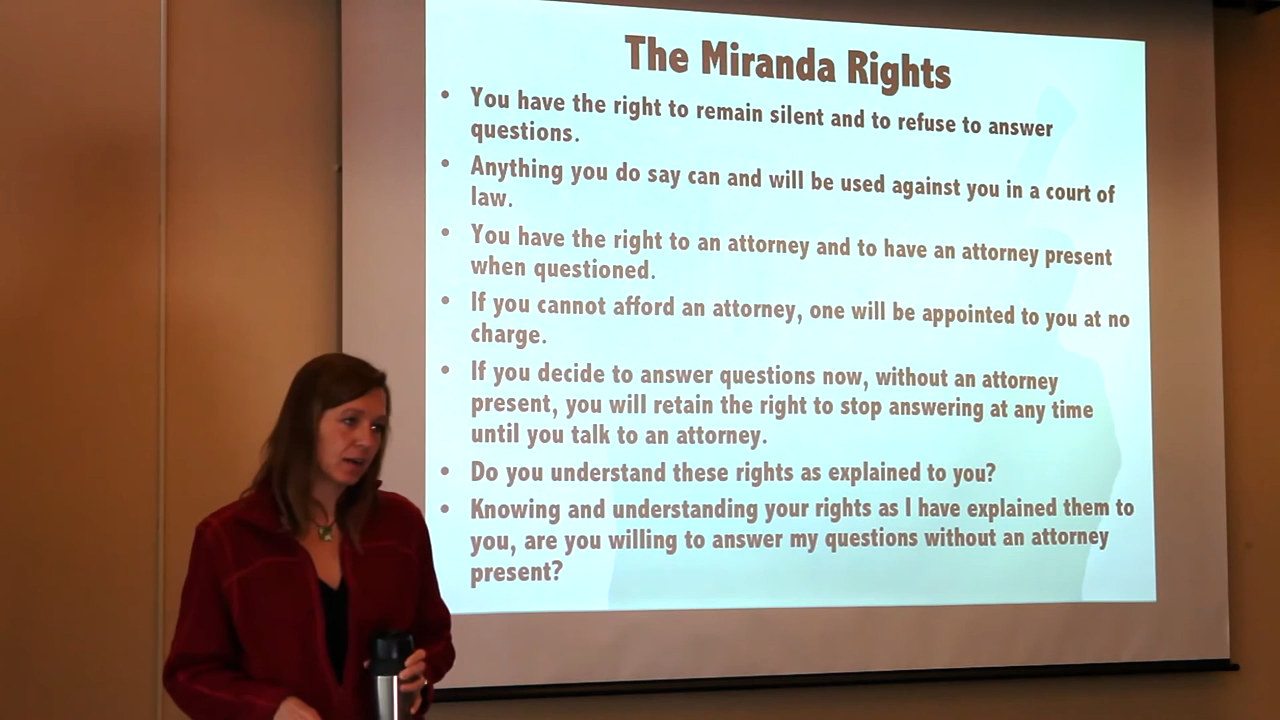 The Miranda Rights
• You have the right to remain silent and to refuse to answer
questions.
• Anything you do say can and will be used against you in a court of
law.
• You have the right to an attorney and to have an attorney present
when questioned.
• If you cannot afford an attorney, one will be appointed to you at no
charge.
• If you decide to answer questions now, without an attorney
present, you will retain the right to stop answering at any time
until you talk to an attorney.
• Do you understand these rights as explained to you?
• Knowing and understanding your rights as I have explained them to
you, are you willing to answer my questions without an attorney
present?